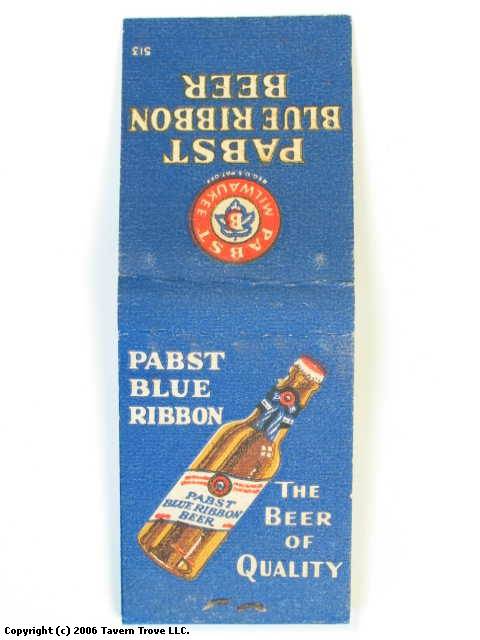 513
PABST
BLUE RIBBON
BEER
REG. U.S. PAT. OFF.
PABST
MILWAUKEE
B
PABST
BLUE
RIBBON
PABST
BLUE RIBBON
BEER
THE
BEER
OF
QUALITY
Copyright (c) 2006 Tavern Trove LLC.